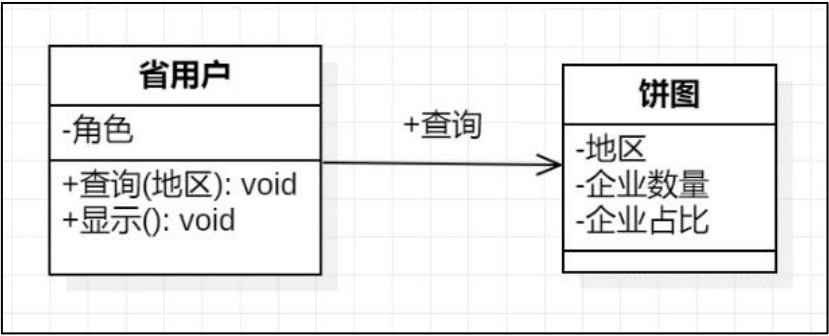 省用户
-角色
+查询(地区): void
+显示(): void
+查询
饼图
-地区
-企业数量
-企业占比